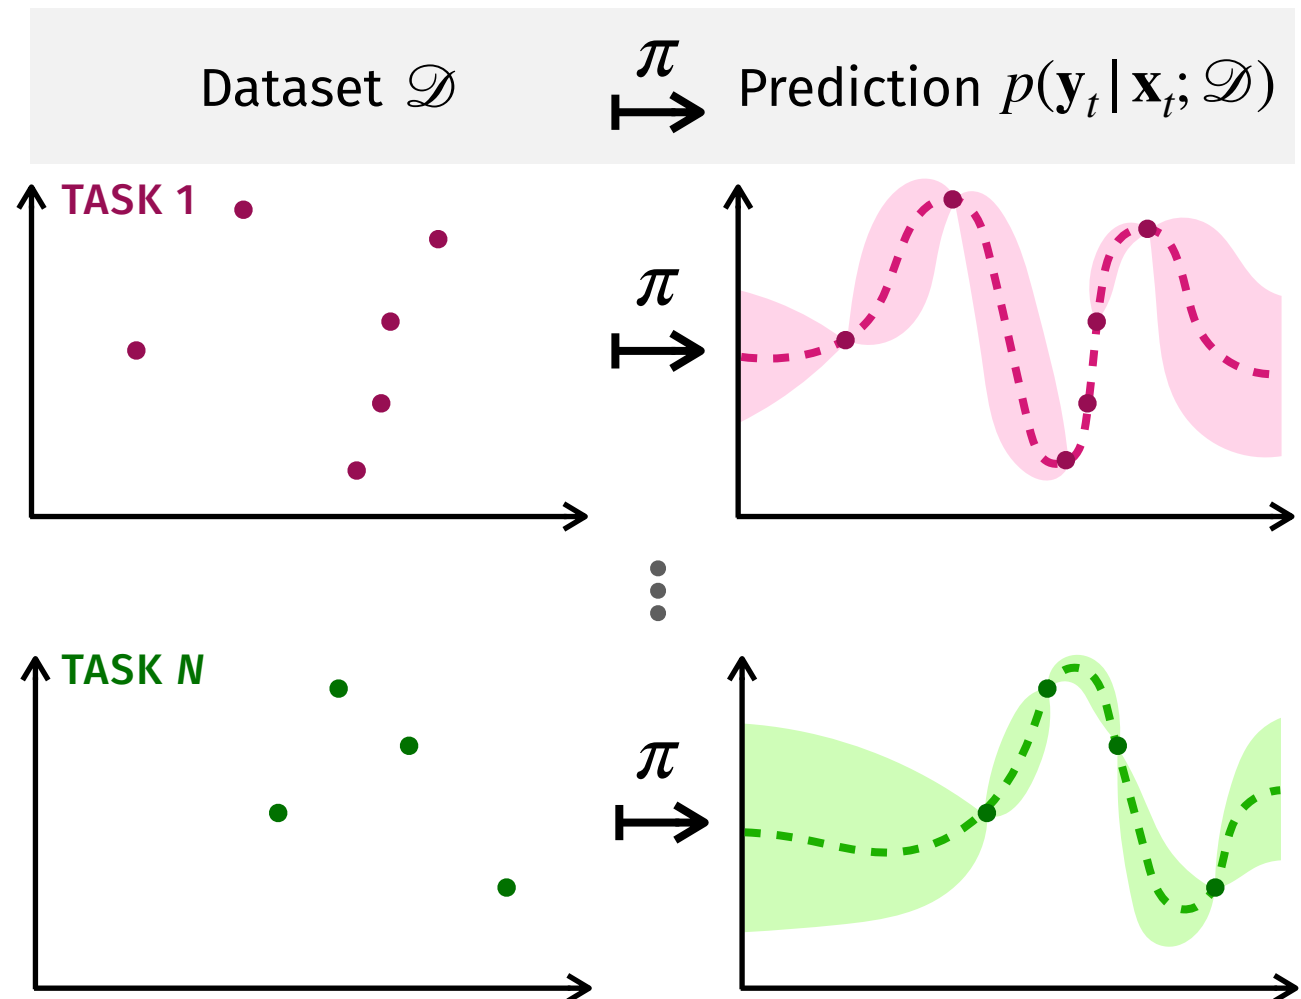 Dataset 𝒟 π Prediction p(yₜ|xₜ; 𝒟)
TASK 1
π
TASK N
π